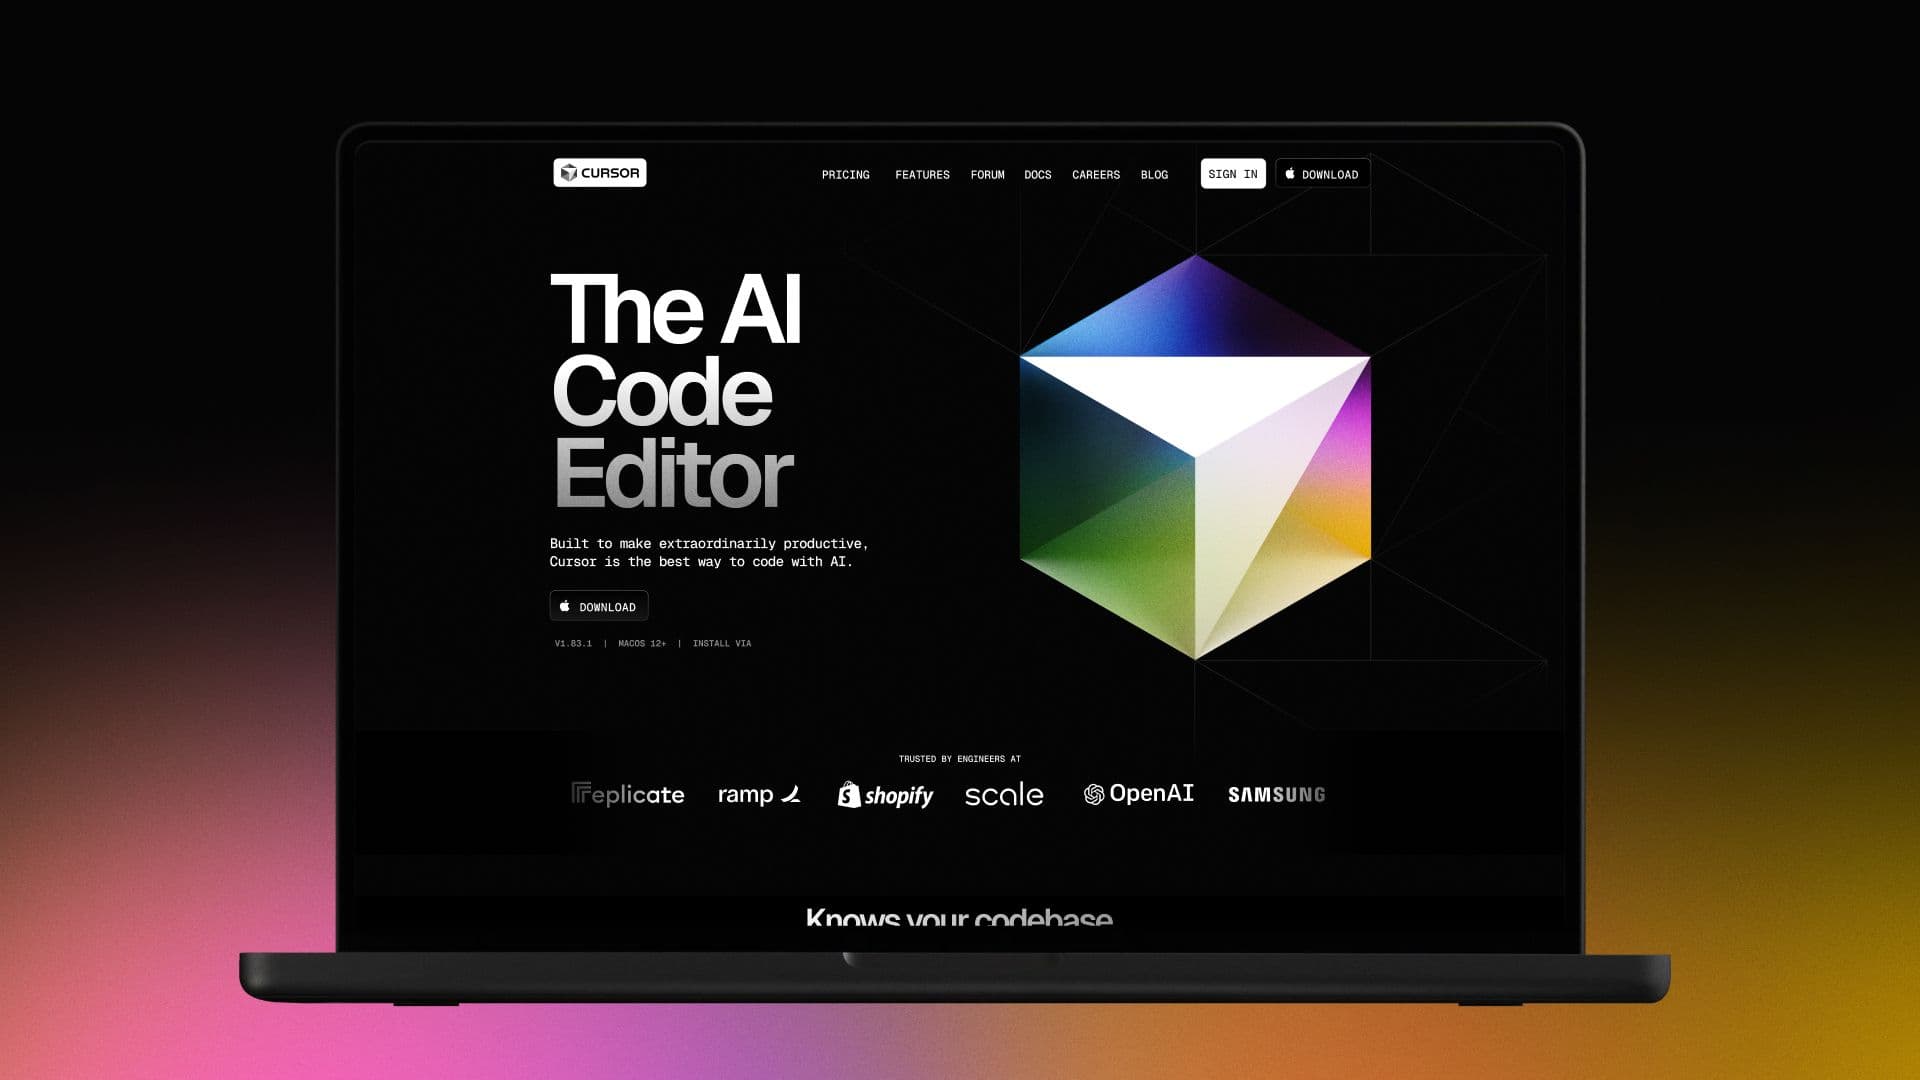 CURSOR
PRICING FEATURES FORUM DOCS CAREERS BLOG SIGN IN DOWNLOAD
The AI
Code
Editor
Built to make extraordinarily productive,
Cursor is the best way to code with AI.
DOWNLOAD
V1.83.1 | MACOS 12+ | INSTALL VIA
TRUSTED BY ENGINEERS AT
replicate ramp shopify scale OpenAI SAMSUNG
Knows your codebase